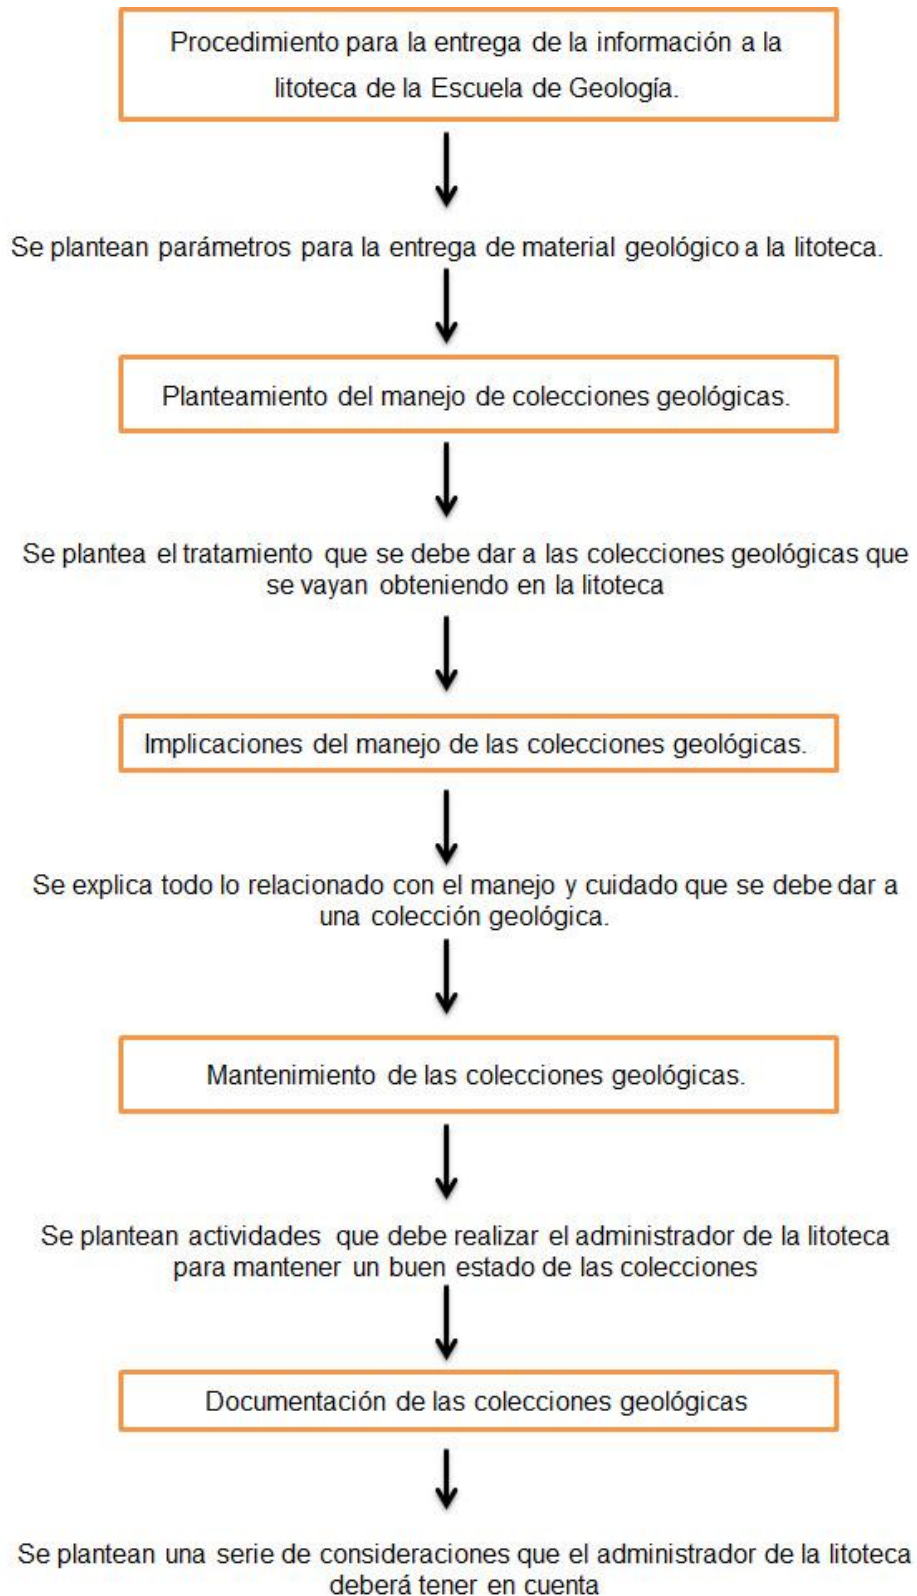 Procedimiento para la entrega de la información a la
litoteca de la Escuela de Geología.
Se plantean parámetros para la entrega de material geológico a la litoteca.
Planteamiento del manejo de colecciones geológicas.
Se plantea el tratamiento que se debe dar a las colecciones geológicas que
se vayan obteniendo en la litoteca
Implicaciones del manejo de las colecciones geológicas.
Se explica todo lo relacionado con el manejo y cuidado que se debe dar a
una colección geológica.
Mantenimiento de las colecciones geológicas.
Se plantean actividades que debe realizar el administrador de la litoteca
para mantener un buen estado de las colecciones
Documentación de las colecciones geológicas
Se plantean una serie de consideraciones que el administrador de la litoteca
deberá tener en cuenta